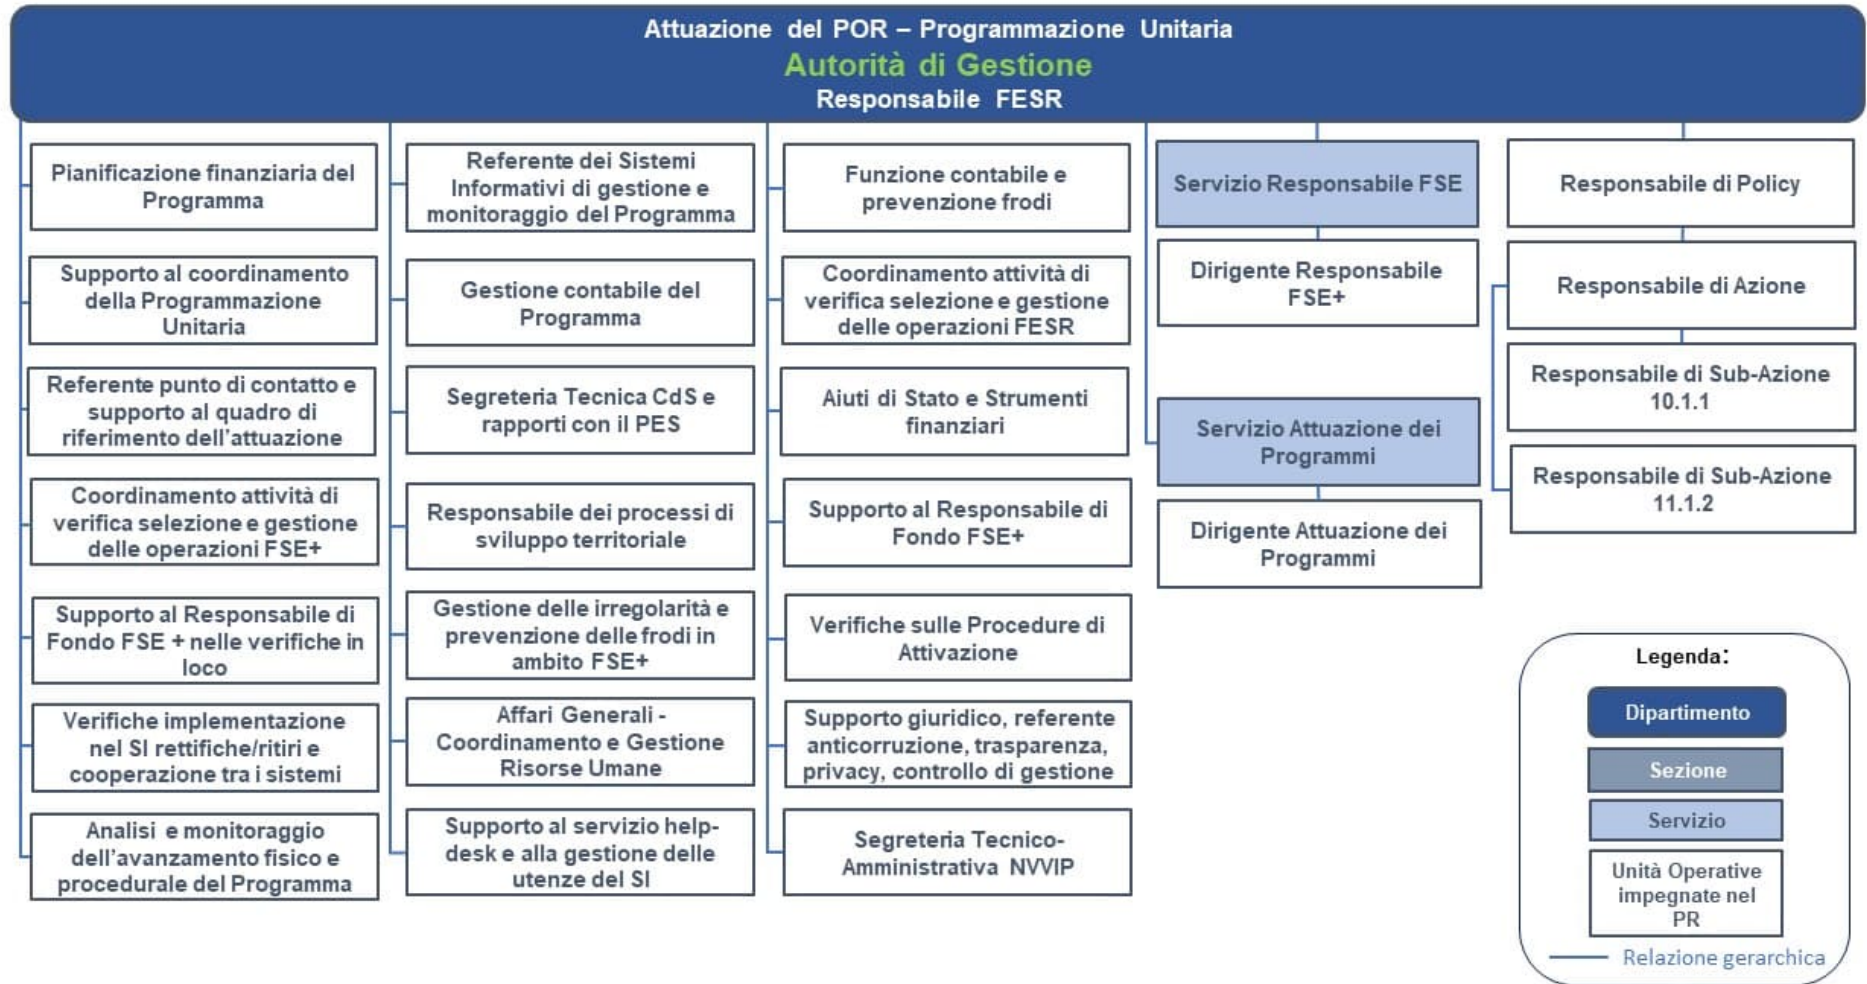 Attuazione del POR – Programmazione Unitaria
Autorità di Gestione
Responsabile FESR
Pianificazione finanziaria del
Programma
Supporto al coordinamento
della Programmazione
Unitaria
Referente punto di contatto e
supporto al quadro di
riferimento dell'attuazione
Coordinamento attività di
verifica selezione e gestione
delle operazioni FSE+
Supporto al Responsabile di
Fondo FSE + nelle verifiche in
loco
Verifiche implementazione
nel SI rettifiche/ritiri e
cooperazione tra i sistemi
Analisi e monitoraggio
dell'avanzamento fisico e
procedurale del Programma
Referente dei Sistemi
Informativi di gestione e
monitoraggio del Programma
Gestione contabile del
Programma
Segreteria Tecnica CdS e
rapporti con il PES
Responsabile dei processi di
sviluppo territoriale
Gestione delle irregolarità e
prevenzione delle frodi in
ambito FSE+
Affari Generali -
Coordinamento e Gestione
Risorse Umane
Supporto al servizio help-
desk e alla gestione delle
utenze del SI
Funzione contabile e
prevenzione frodi
Coordinamento attività di
verifica selezione e gestione
delle operazioni FESR
Aiuti di Stato e Strumenti
finanziari
Supporto al Responsabile di
Fondo FSE+
Verifiche sulle Procedure di
Attivazione
Supporto giuridico, referente
anticorruzione, trasparenza,
privacy, controllo di gestione
Segreteria Tecnico-
Amministrativa NVVIP
Servizio Responsabile FSE
Dirigente Responsabile
FSE+
Servizio Attuazione dei
Programmi
Dirigente Attuazione dei
Programmi
Responsabile di Policy
Responsabile di Azione
Responsabile di Sub-Azione
10.1.1
Responsabile di Sub-Azione
11.1.2
Legenda:
Dipartimento
Sezione
Servizio
Unità Operative
impegnate nel
PR
Relazione gerarchica